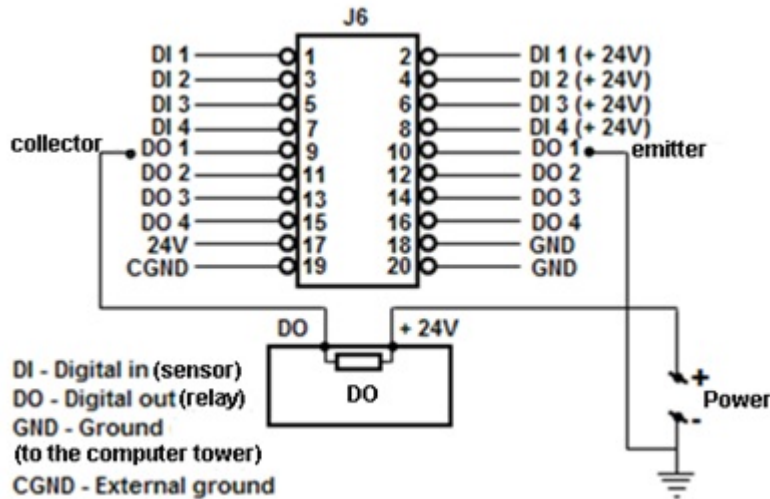 J6
DI 1 1 2 DI 1 (+ 24V)
DI 2 3 4 DI 2 (+ 24V)
DI 3 5 6 DI 3 (+ 24V)
DI 4 7 8 DI 4 (+ 24V)
collector DO 1 9 10 DO 1 emitter
DO 2 11 12 DO 2
DO 3 13 14 DO 3
DO 4 15 16 DO 4
24V 17 18 GND
CGND 19 20 GND
DO + 24V
DI - Digital in (sensor)
DO - Digital out (relay)
DO
+
Power
-
GND - Ground
(to the computer tower)
CGND - External ground